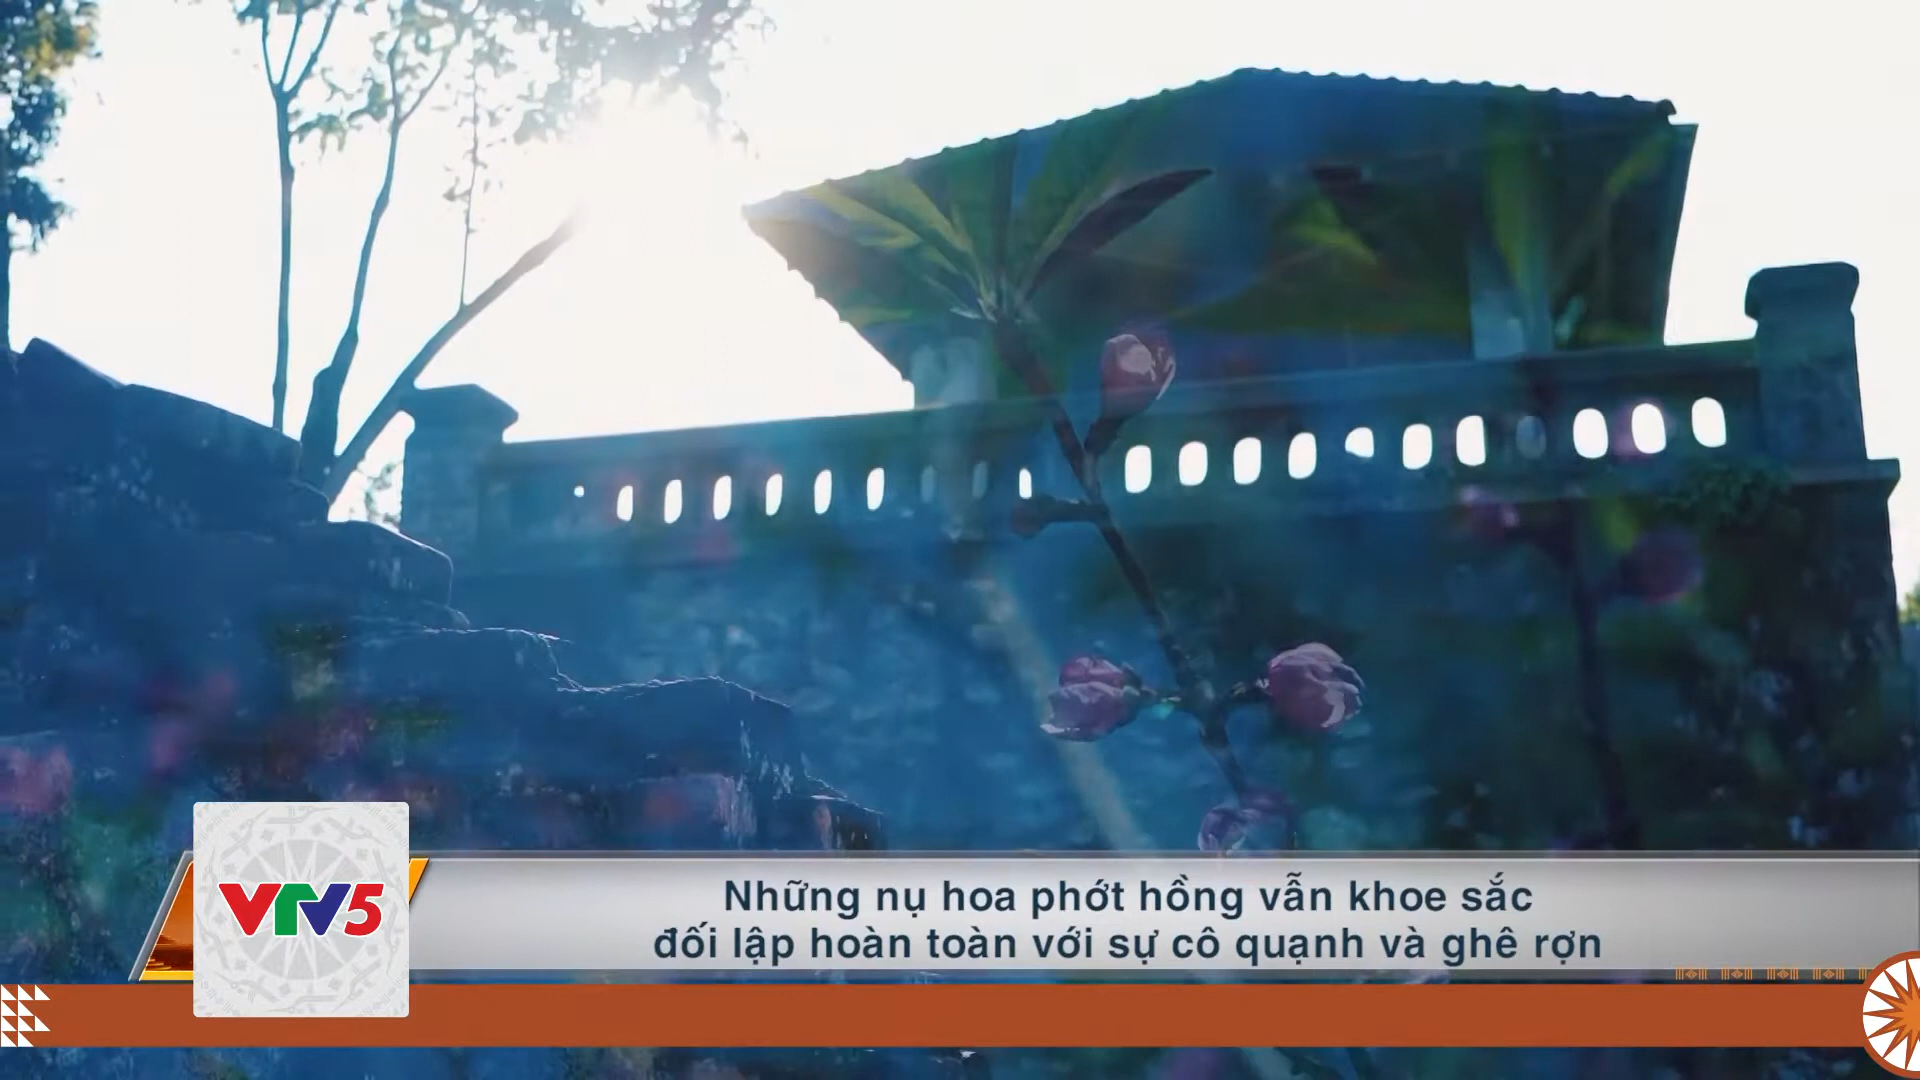 VTV5
Những nụ hoa phớt hồng vẫn khoe sắc
đối lập hoàn toàn với sự cô quạnh và ghê rợn